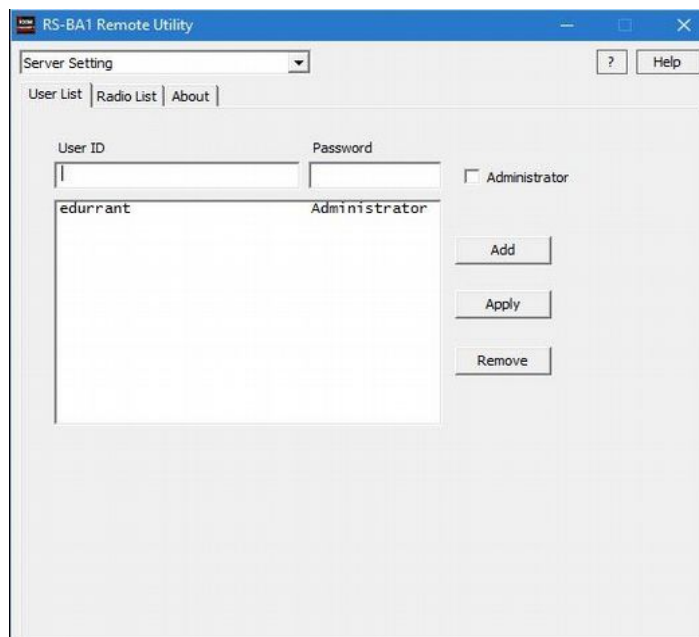 RS-BA1 Remote Utility
Server Setting
? Help
User List Radio List About
User ID Password
Administrator
edurrant Administrator
Add
Apply
Remove